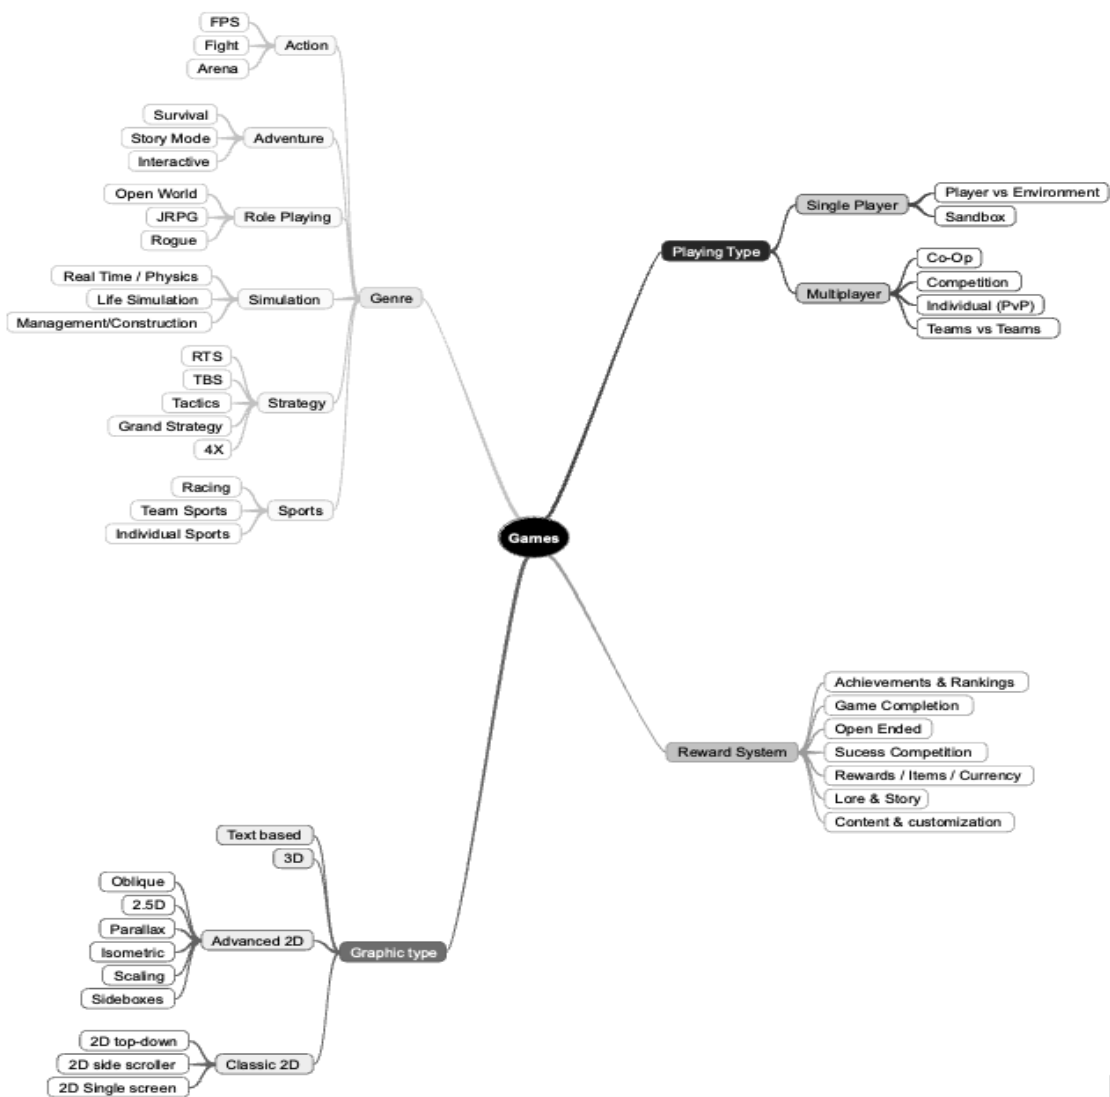 FPS
Fight
Arena
Action
Survival
Story Mode
Interactive
Adventure
Open World
JRPG
Rogue
Role Playing
Real Time / Physics
Life Simulation
Management/Construction
Simulation
RTS
TBS
Tactics
Grand Strategy
4X
Strategy
Racing
Team Sports
Individual Sports
Sports
Genre
Games
Playing Type
Single Player
Player vs Environment
Sandbox
Multiplayer
Co-Op
Competition
Individual (PvP)
Teams vs Teams
Reward System
Achievements & Rankings
Game Completion
Open Ended
Sucess Competition
Rewards / Items / Currency
Lore & Story
Content & customization
Graphic type
Text based
3D
Advanced 2D
Oblique
2.5D
Parallax
Isometric
Scaling
Sideboxes
Classic 2D
2D top-down
2D side scroller
2D Single screen